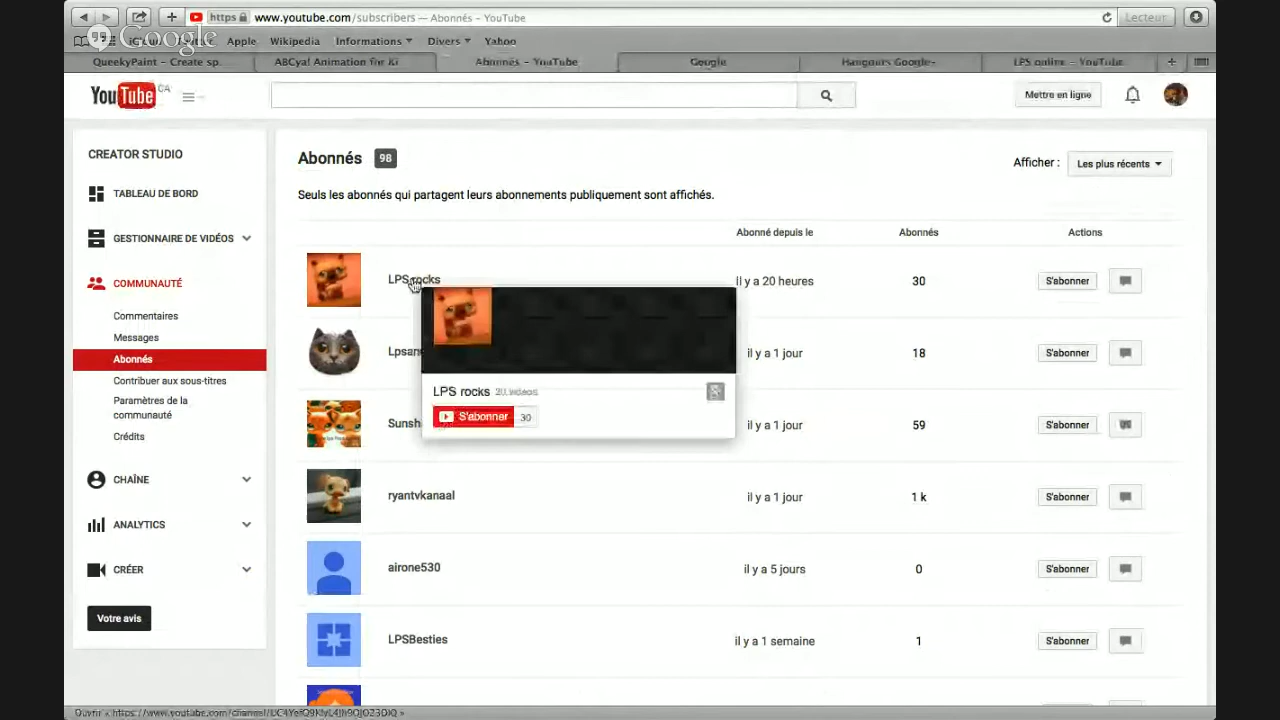 https www.youtube.com/subscribers — Abonnés - YouTube
Lecteur
Google
Apple Wikipedia Informations Divers Yahoo
QueekyPaint - Create sp
ABCya! Animation for Ki
Abonnés - YouTube
Google
Hangouts Google+
LPS online - YouTube
YouTube CA
Mettre en ligne
CREATOR STUDIO
TABLEAU DE BORD
GESTIONNAIRE DE VIDÉOS
COMMUNAUTÉ
Commentaires
Messages
Abonnés
Contribuer aux sous-titres
Paramètres de la
communauté
Crédits
CHAÎNE
ANALYTICS
CRÉER
Votre avis
Abonnés 98
Afficher : Les plus récents
Seuls les abonnés qui partagent leurs abonnements publiquement sont affichés.
Abonné depuis le Abonnés Actions
LPS rocks il y a 20 heures 30 S'abonner
LPS rocks 20 vidéos
S'abonner 30
il y a 1 jour 18 S'abonner
il y a 1 jour 59 S'abonner
ryantvkanaal il y a 1 jour 1 k S'abonner
airone530 il y a 5 jours 0 S'abonner
LPSBesties il y a 1 semaine 1 S'abonner